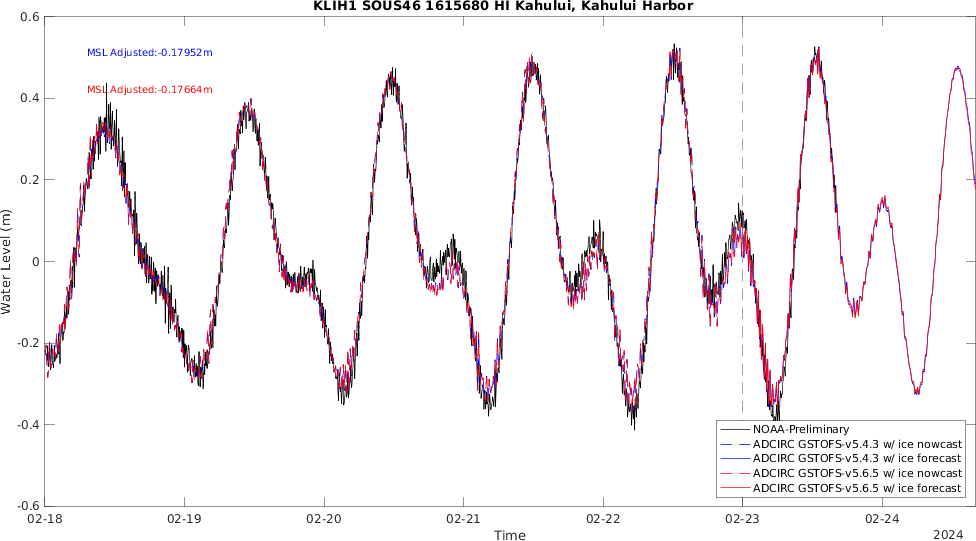 KLIH1 SOUS46 1615680 HI Kahului, Kahului Harbor
0.6
MSL Adjusted:-0.17952m
MSL Adjusted:-0.17664m
0.4
0.2
0
-0.2
-0.4
-0.6
Water Level (m)
NOAA-Preliminary
ADCIRC GSTOFS-v5.4.3 w/ ice nowcast
ADCIRC GSTOFS-v5.4.3 w/ ice forecast
ADCIRC GSTOFS-v5.6.5 w/ ice nowcast
ADCIRC GSTOFS-v5.6.5 w/ ice forecast
02-18 02-19 02-20 02-21 02-22 02-23 02-24
Time
2024